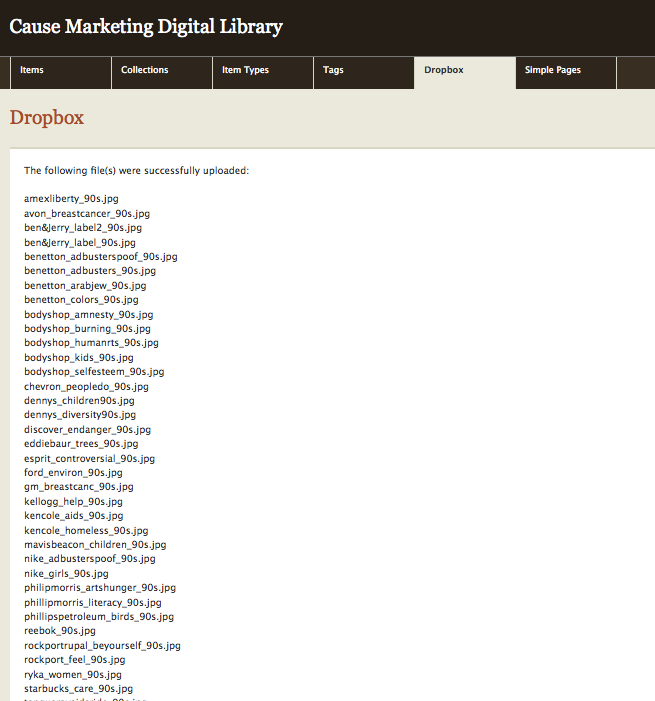 Cause Marketing Digital Library
Items Collections Item Types Tags Dropbox Simple Pages
Dropbox
The following file(s) were successfully uploaded:
amexliberty_90s.jpg
avon_breastcancer_90s.jpg
ben&Jerry_label2_90s.jpg
ben&Jerry_label_90s.jpg
benetton_adbusterspoof_90s.jpg
benetton_adbusters_90s.jpg
benetton_arabjew_90s.jpg
benetton_colors_90s.jpg
bodyshop_amnesty_90s.jpg
bodyshop_burning_90s.jpg
bodyshop_humanrts_90s.jpg
bodyshop_kids_90s.jpg
bodyshop_selfesteem_90s.jpg
chevron_peopledo_90s.jpg
dennys_children90s.jpg
dennys_diversity90s.jpg
discover_endanger_90s.jpg
eddiebaur_trees_90s.jpg
esprit_controversial_90s.jpg
ford_environ_90s.jpg
gm_breastcanc_90s.jpg
kellogg_help_90s.jpg
kencole_aids_90s.jpg
kencole_homeless_90s.jpg
mavisbeacon_children_90s.jpg
nike_adbusterspoof_90s.jpg
nike_girls_90s.jpg
philipmorris_artshunger_90s.jpg
phillipmorris_literacy_90s.jpg
phillipspetroleum_birds_90s.jpg
reebok_90s.jpg
rockportrupal_beyourself_90s.jpg
rockport_feel_90s.jpg
ryka_women_90s.jpg
starbucks_care_90s.jpg